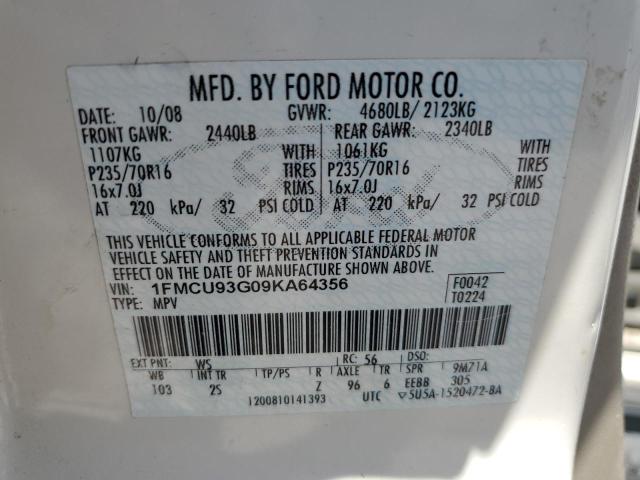 MFD. BY FORD MOTOR CO.
DATE: 10/08 GVWR: 4680LB/ 2123KG
FRONT GAWR: 2440LB REAR GAWR: 2340LB
1107KG WITH 1061KG WITH
P235/70R16 TIRES P235/70R16 TIRES
16x7.0J RIMS 16x7.0J RIMS
AT 220 kPa/ 32 PSI COLD AT 220 kPa/ 32 PSI COLD
THIS VEHICLE CONFORMS TO ALL APPLICABLE FEDERAL MOTOR
VEHICLE SAFETY AND THEFT PREVENTION STANDARDS IN
EFFECT ON THE DATE OF MANUFACTURE SHOWN ABOVE.
VIN: 1FMCU93G09KA64356 F0042
TYPE: MPV T0224
EXT PNT: WS RC: 56 DSO:
WB INT TR TP/PS R AXLE TR SPR 9M71A
103 2S Z 96 6 EEBB 305
1200810141393 UTC ▽5U5A-1520472-BA